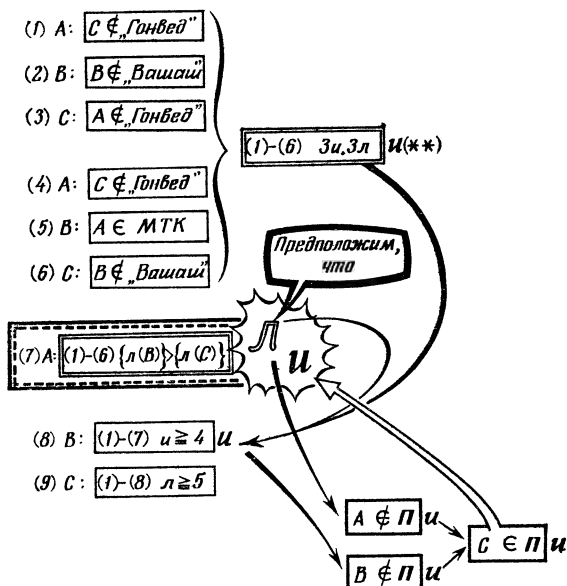 (1) A: C ∉ „Гонвед"
(2) B: B ∉ „Вашаш"
(3) C: A ∉ „Гонвед"
(1)-(6) 3и,3л и(**)
(4) A: C ∉ „Гонвед"
(5) B: A ∈ МТК
(6) C: B ∉ „Вашаш"
Предположим,
что
Л
(7) A: (1)-(6) {л(B)}>{л(C)} и
(8) B: (1)-(7) и ≧ 4 и
(9) C: (1)-(8) л ≧ 5
A ∉ П и
C ∈ П и
B ∉ П и